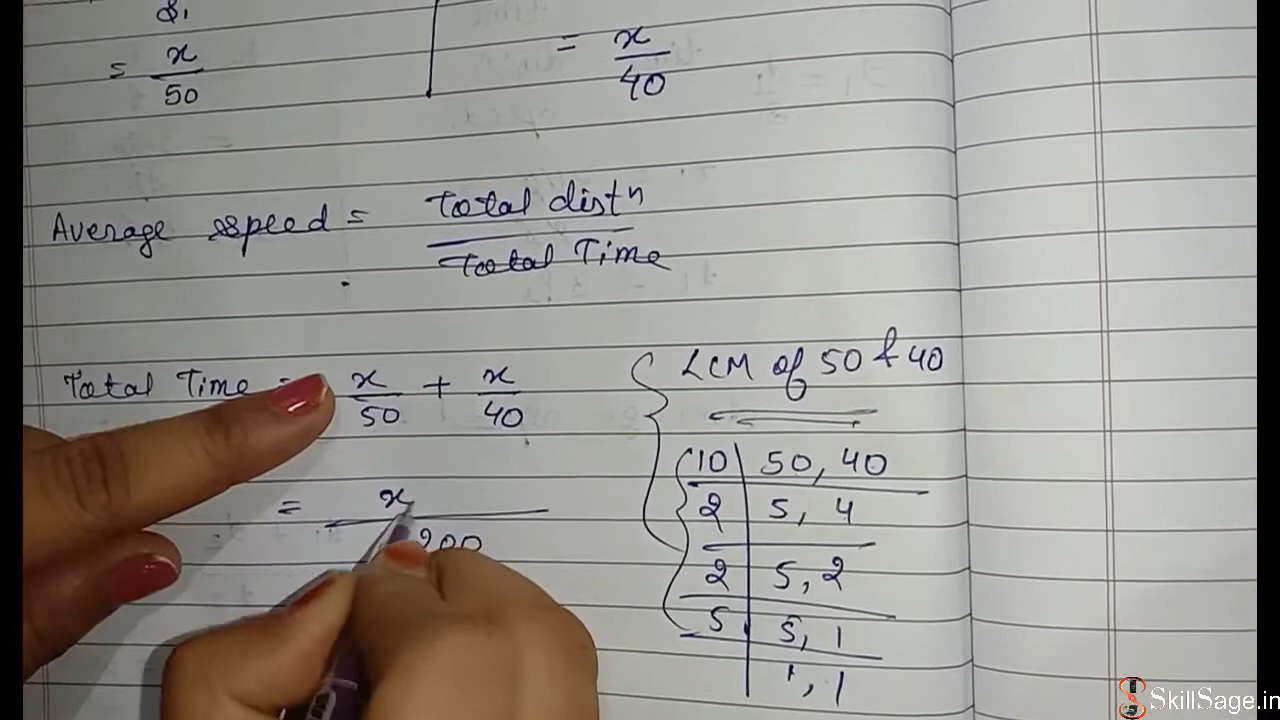 S1
= x/50
= x/40
Average speed = Total distn / Total Time
Total Time = x/50 + x/40
= x / 200
LCM of 50 & 40
10 | 50, 40
2 | 5, 4
2 | 5, 2
5 | 5, 1
1, 1
SkillSage.in